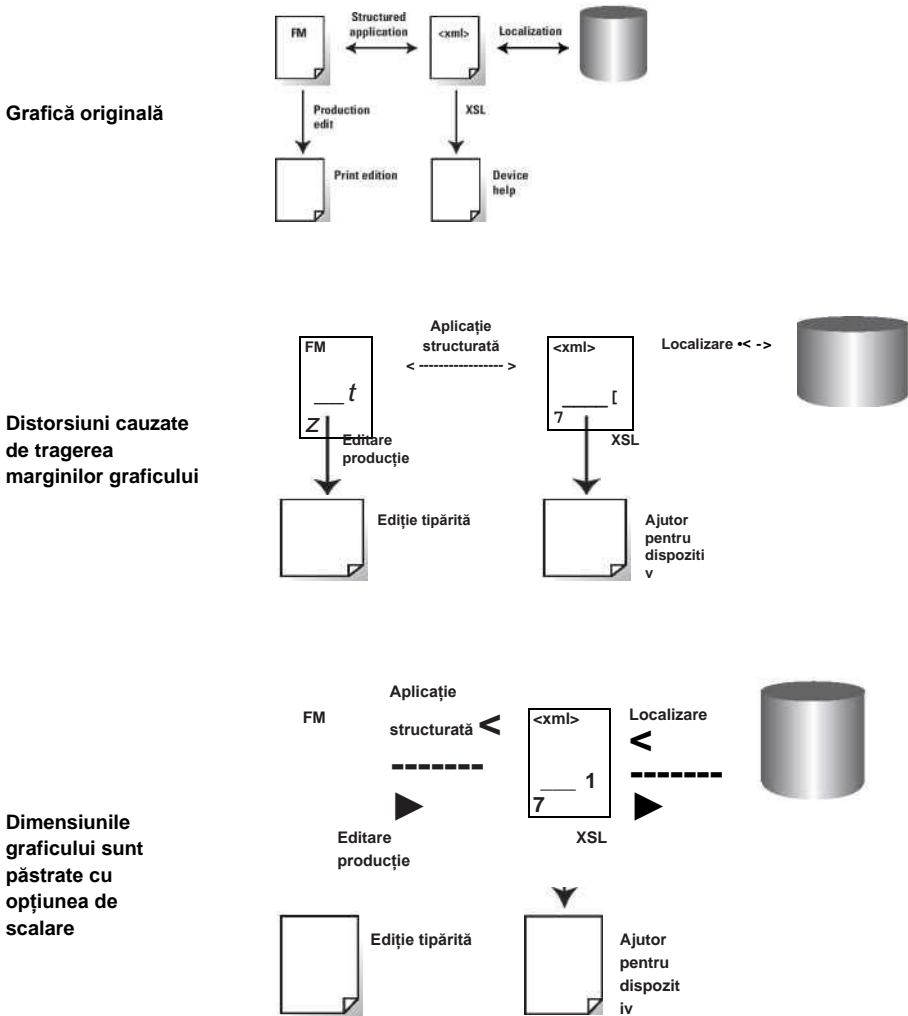 Structured
application
FM
<xml>
Localization
Grafică originală
Production
edit
XSL
Print edition
Device
help
Aplicație
structurată
FM
< ----------------- >
<xml>
Localizare •< ->
__t
z
____[
7
Distorsiuni cauzate
de tragerea
marginilor graficului
Editare
producție
XSL
Ediție tipărită
Ajutor
pentru
dispoziti
v
Aplicație
FM
structurată <
<xml>
Localizare
<
-------
-------
___ 1
7
►
►
Editare
producție
XSL
Dimensiunile
graficului sunt
păstrate cu
opțiunea de
scalare
Ediție tipărită
Ajutor
pentru
dispozit
iv